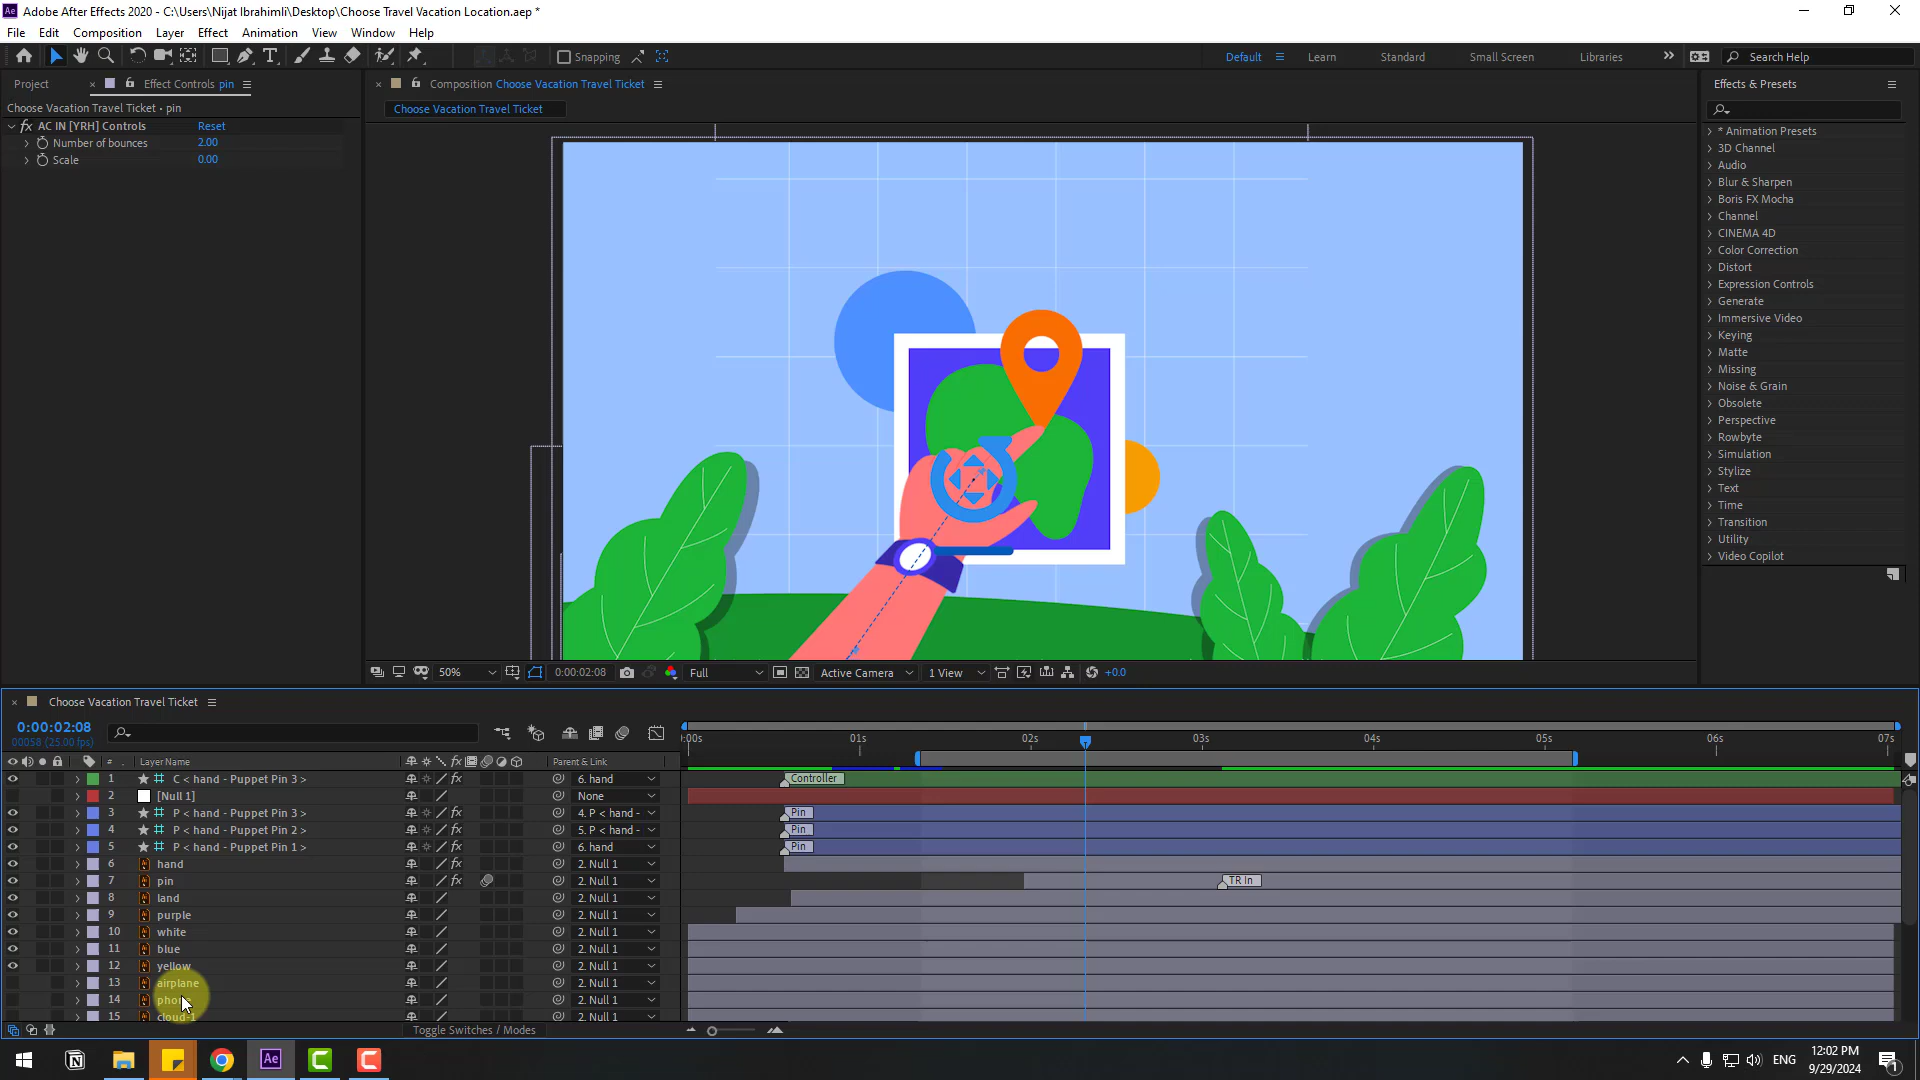 Adobe After Effects 2020 - C:\Users\Nijat Ibrahimli\Desktop\Choose Travel Vacation Location.aep *
File Edit Composition Layer Effect Animation View Window Help
Snapping Default Learn Standard Small Screen Libraries Search Help
Project Effect Controls pin Composition Choose Vacation Travel Ticket Effects & Presets
Choose Vacation Travel Ticket • pin
Choose Vacation Travel Ticket
fx AC IN [YRH] Controls Reset
Number of bounces 2.00
Scale 0.00
* Animation Presets
3D Channel
Audio
Blur & Sharpen
Boris FX Mocha
Channel
CINEMA 4D
Color Correction
Distort
Expression Controls
Generate
Immersive Video
Keying
Matte
Missing
Noise & Grain
Obsolete
Perspective
Rowbyte
Simulation
Stylize
Text
Time
Transition
Utility
Video Copilot
50% 0:00:02:08 Full Active Camera 1 View +0.0
Choose Vacation Travel Ticket
0:00:02:08
00058 (25.00 fps)
:00s 01s 02s 03s 04s 05s 06s 07s
# Layer Name Parent & Link
1 C < hand - Puppet Pin 3 > 6. hand Controller
2 [Null 1] None
3 P < hand - Puppet Pin 3 > 4. P < hand - Pin
4 P < hand - Puppet Pin 2 > 5. P < hand - Pin
5 P < hand - Puppet Pin 1 > 6. hand Pin
6 hand 2. Null 1
7 pin 2. Null 1 TR In
8 land 2. Null 1
9 purple 2. Null 1
10 white 2. Null 1
11 blue 2. Null 1
12 yellow 2. Null 1
13 airplane 2. Null 1
14 phone 2. Null 1
15 cloud-1 2. Null 1
Toggle Switches / Modes
ENG 12:02 PM
9/29/2024